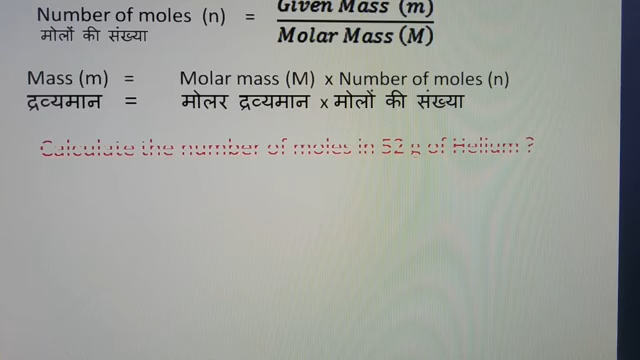 Given Mass (m)
Number of moles (n) =
Molar Mass (M)
मोलों की संख्या
Mass (m) = Molar mass (M) x Number of moles (n)
द्रव्यमान = मोलर द्रव्यमान x मोलों की संख्या
Calculate the number of moles in 52 g of Helium ?